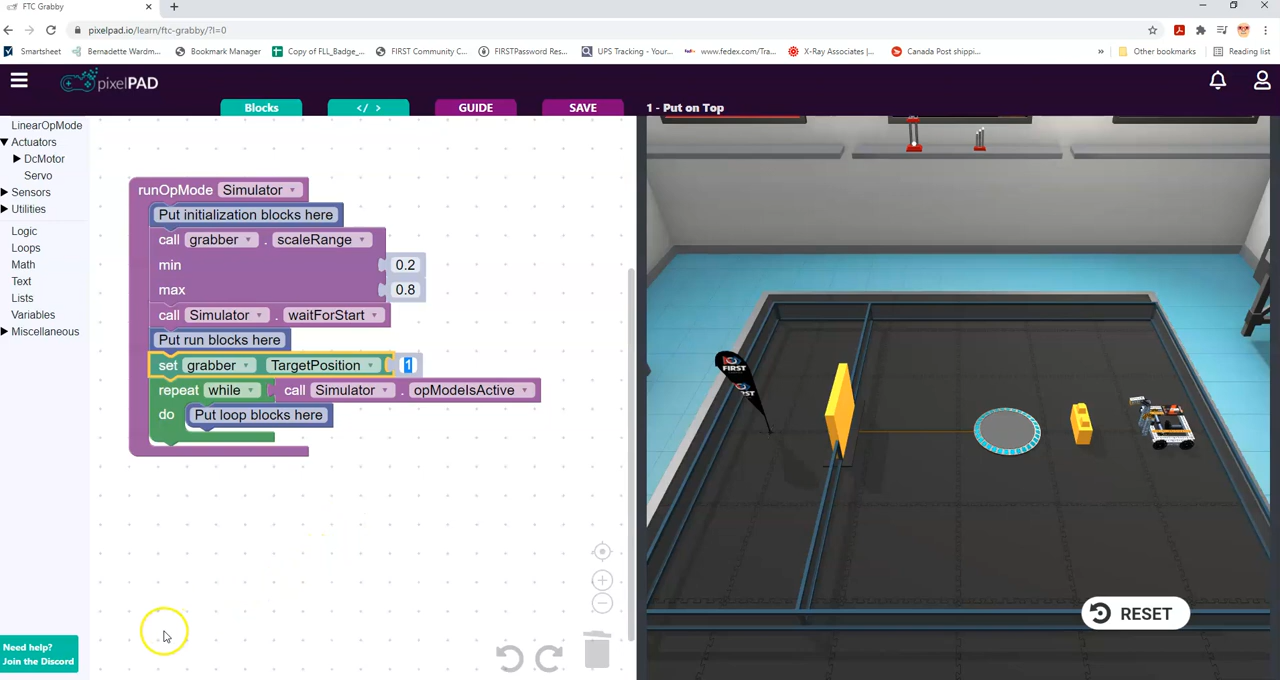 FTC Grabby
pixelpad.io/learn/ftc-grabby/?l=0
Smartsheet
Bernadette Wardm...
Bookmark Manager
Copy of FLL_Badge_...
FIRST Community C...
FIRSTPassword Res...
UPS Tracking - Your...
www.fedex.com/Tra...
X-Ray Associates |...
Canada Post shippi...
Other bookmarks
Reading list
pixelPAD
Blocks
</>
GUIDE
SAVE
1 - Put on Top
LinearOpMode
Actuators
DcMotor
Servo
Sensors
Utilities
Logic
Loops
Math
Text
Lists
Variables
Miscellaneous
runOpMode Simulator
Put initialization blocks here
call grabber . scaleRange
min 0.2
max 0.8
call Simulator . waitForStart
Put run blocks here
set grabber . TargetPosition 1
repeat while call Simulator . opModeIsActive
do Put loop blocks here
FIRST
RESET
Need help?
Join the Discord